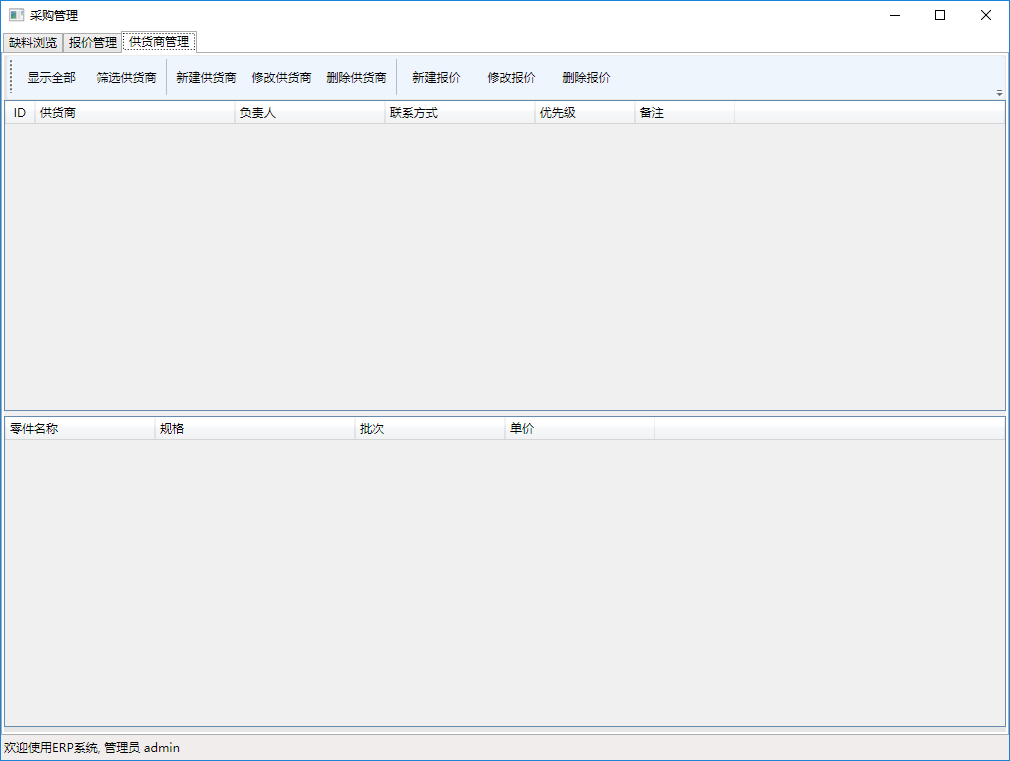 采购管理
缺料浏览 报价管理 供货商管理
显示全部 筛选供货商 新建供货商 修改供货商 删除供货商 新建报价 修改报价 删除报价
ID 供货商 负责人 联系方式 优先级 备注
零件名称 规格 批次 单价
欢迎使用ERP系统, 管理员 admin